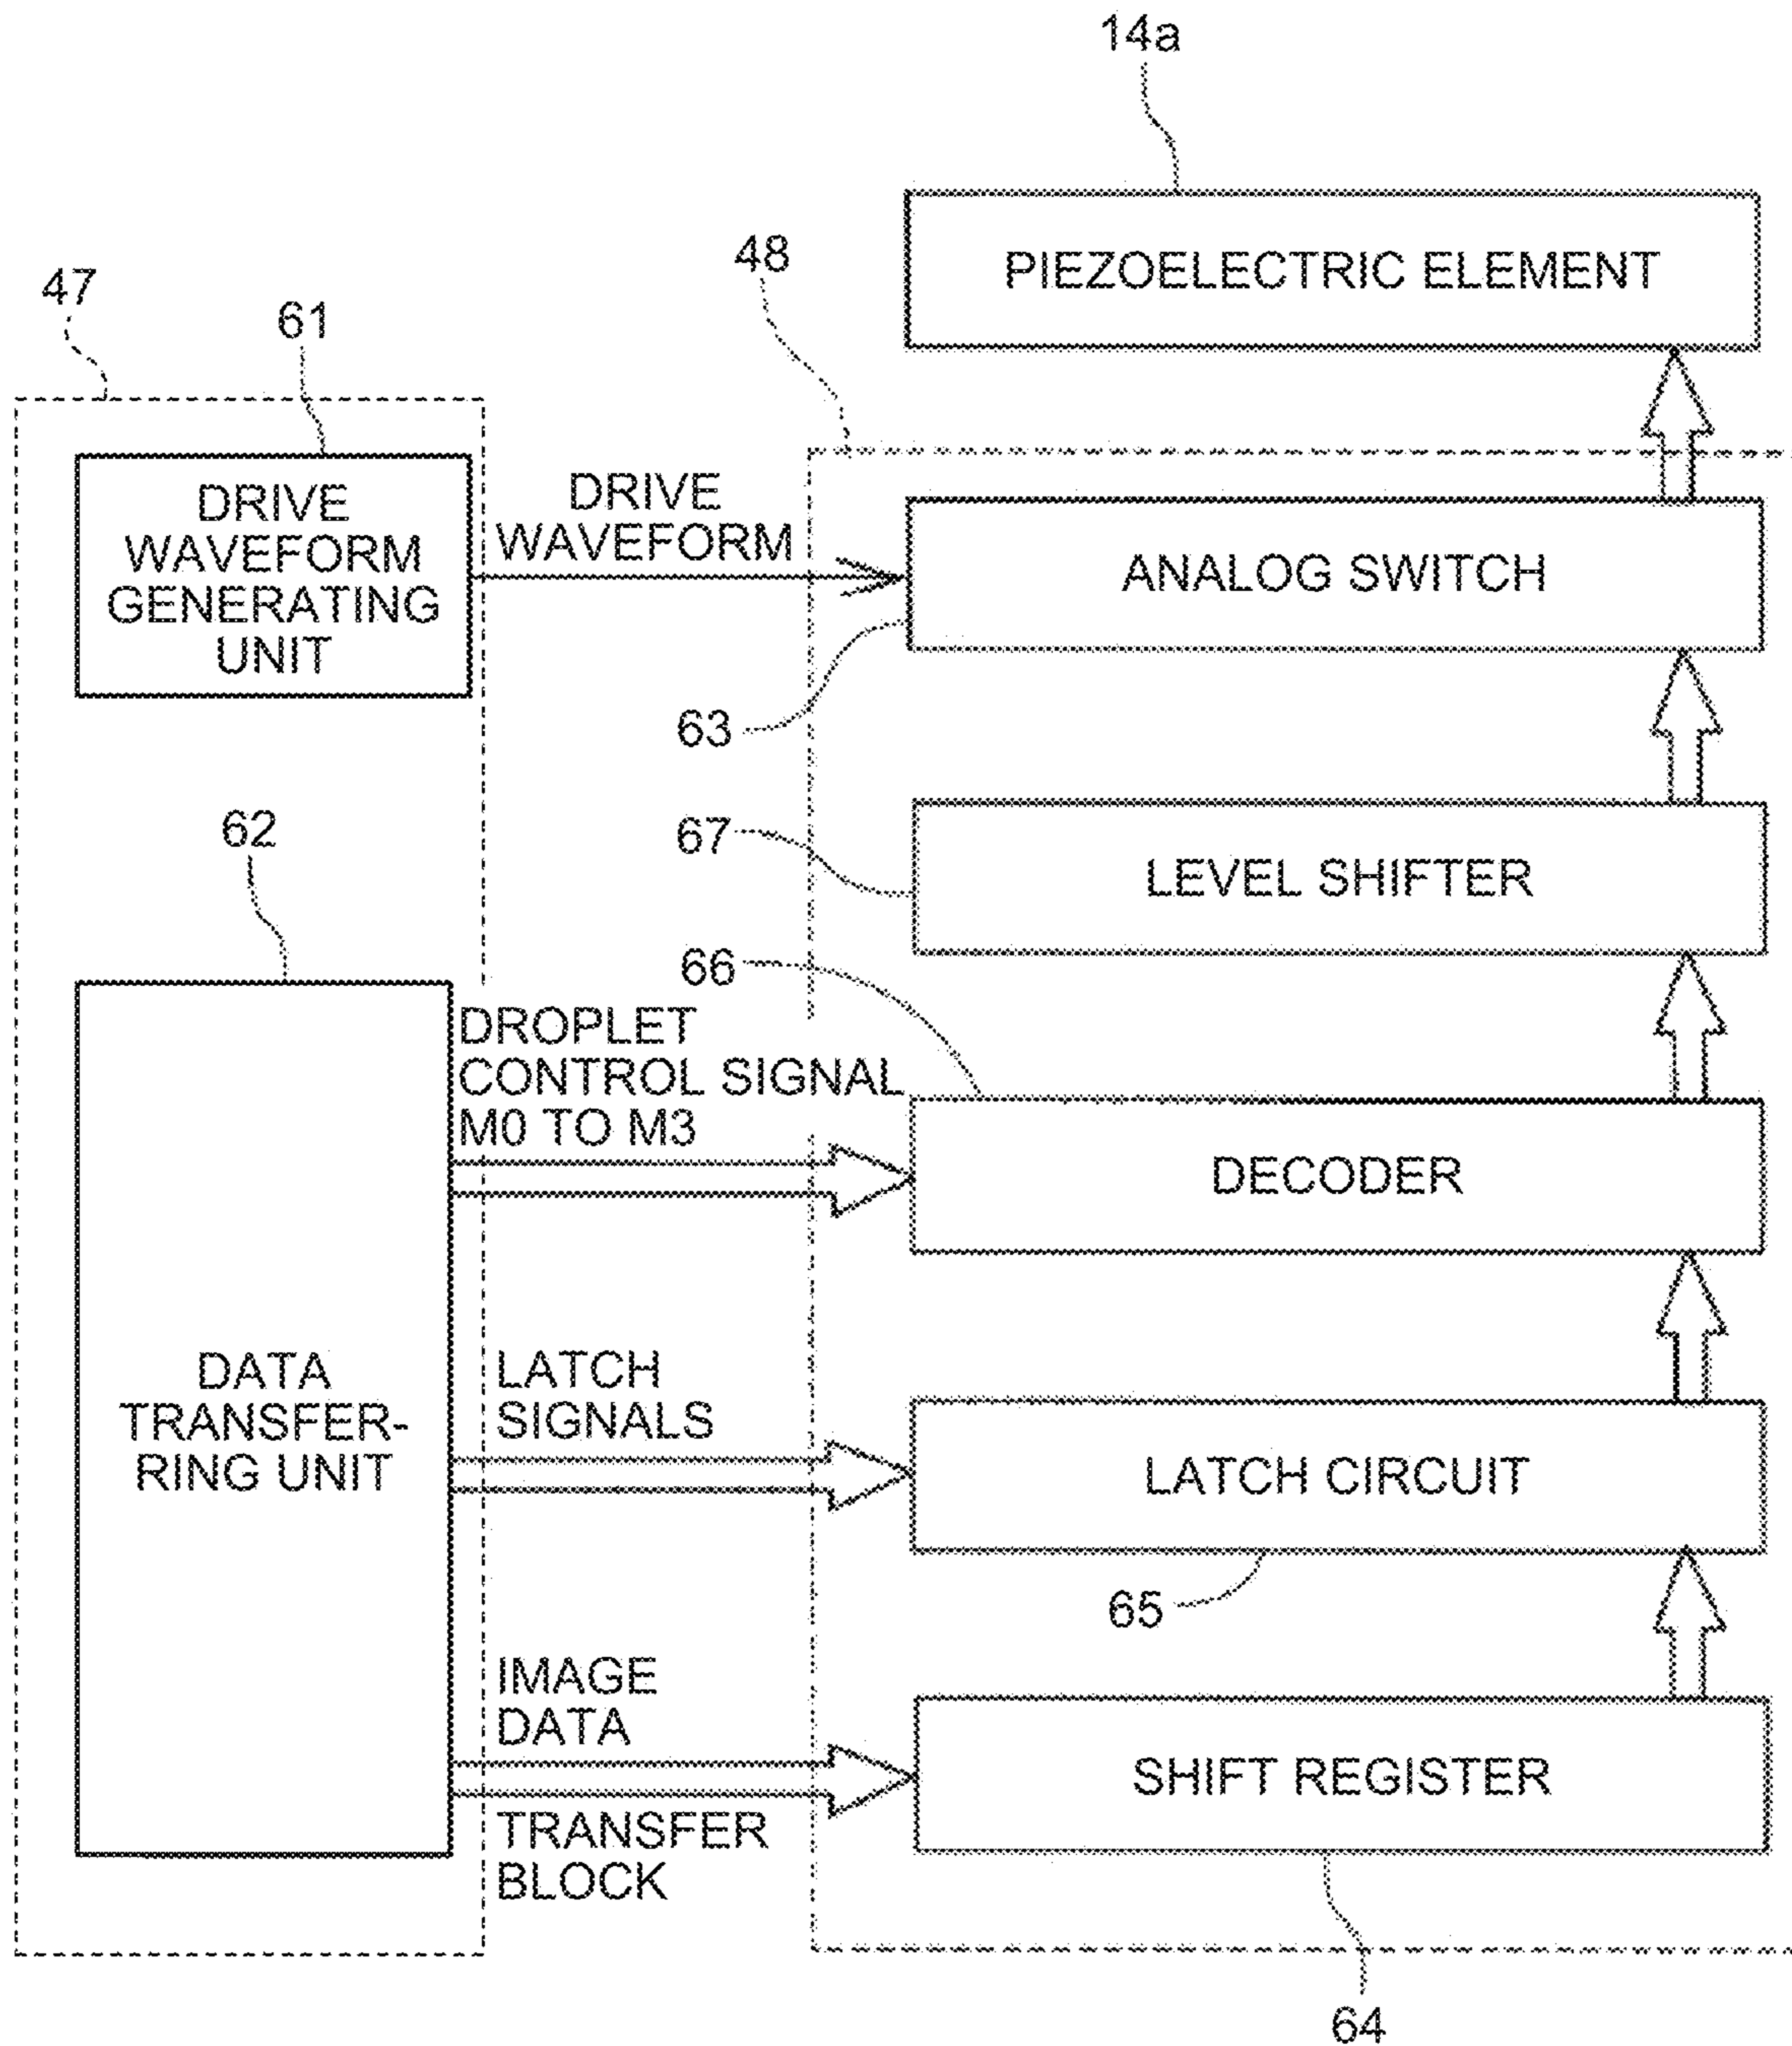 14a
PIEZOELECTRIC ELEMENT
48
47
61
DRIVE
WAVEFORM
GENERATING
UNIT
DRIVE
WAVEFORM
ANALOG SWITCH
63
67
LEVEL SHIFTER
62
66
DROPLET
CONTROL SIGNAL
M0 TO M3
DECODER
DATA
TRANSFER-
RING UNIT
LATCH
SIGNALS
LATCH CIRCUIT
65
IMAGE
DATA
TRANSFER
BLOCK
SHIFT REGISTER
64